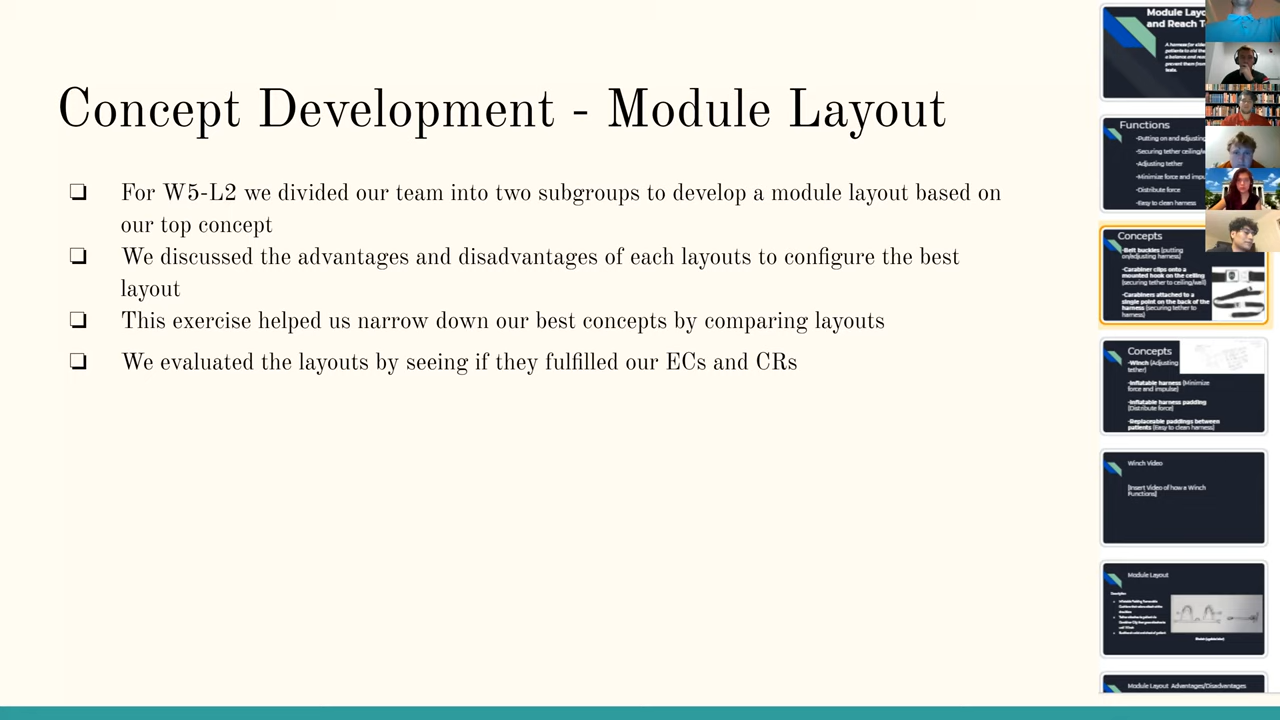 Concept Development - Module Layout
❏ For W5-L2 we divided our team into two subgroups to develop a module layout based on
our top concept
❏ We discussed the advantages and disadvantages of each layouts to configure the best
layout
❏ This exercise helped us narrow down our best concepts by comparing layouts
❏ We evaluated the layouts by seeing if they fulfilled our ECs and CRs
Module Layo
and Reach T
Functions
-Putting on and adjusting
-Securing tether ceiling/w
-Adjusting tether
-Minimize force and impu
-Distribute force
-Easy to clean harness
Concepts
-Belt buckles (putting
on/adjusting harness)
-Carabiner clips onto a
mounted hook on the ceiling
(securing tether to ceiling/wall)
-Carabiners attached to a
single point on the back of the
harness (securing tether to
harness)
Concepts
-Winch (Adjusting
tether)
-Inflatable harness (Minimize
force and impulse)
-Inflatable harness padding
(Distribute force)
-Replaceable paddings between
patients (Easy to clean harness)
Winch Video
[Insert Video of how a Winch
Functions]
Module Layout
Module Layout Advantages/Disadvantages